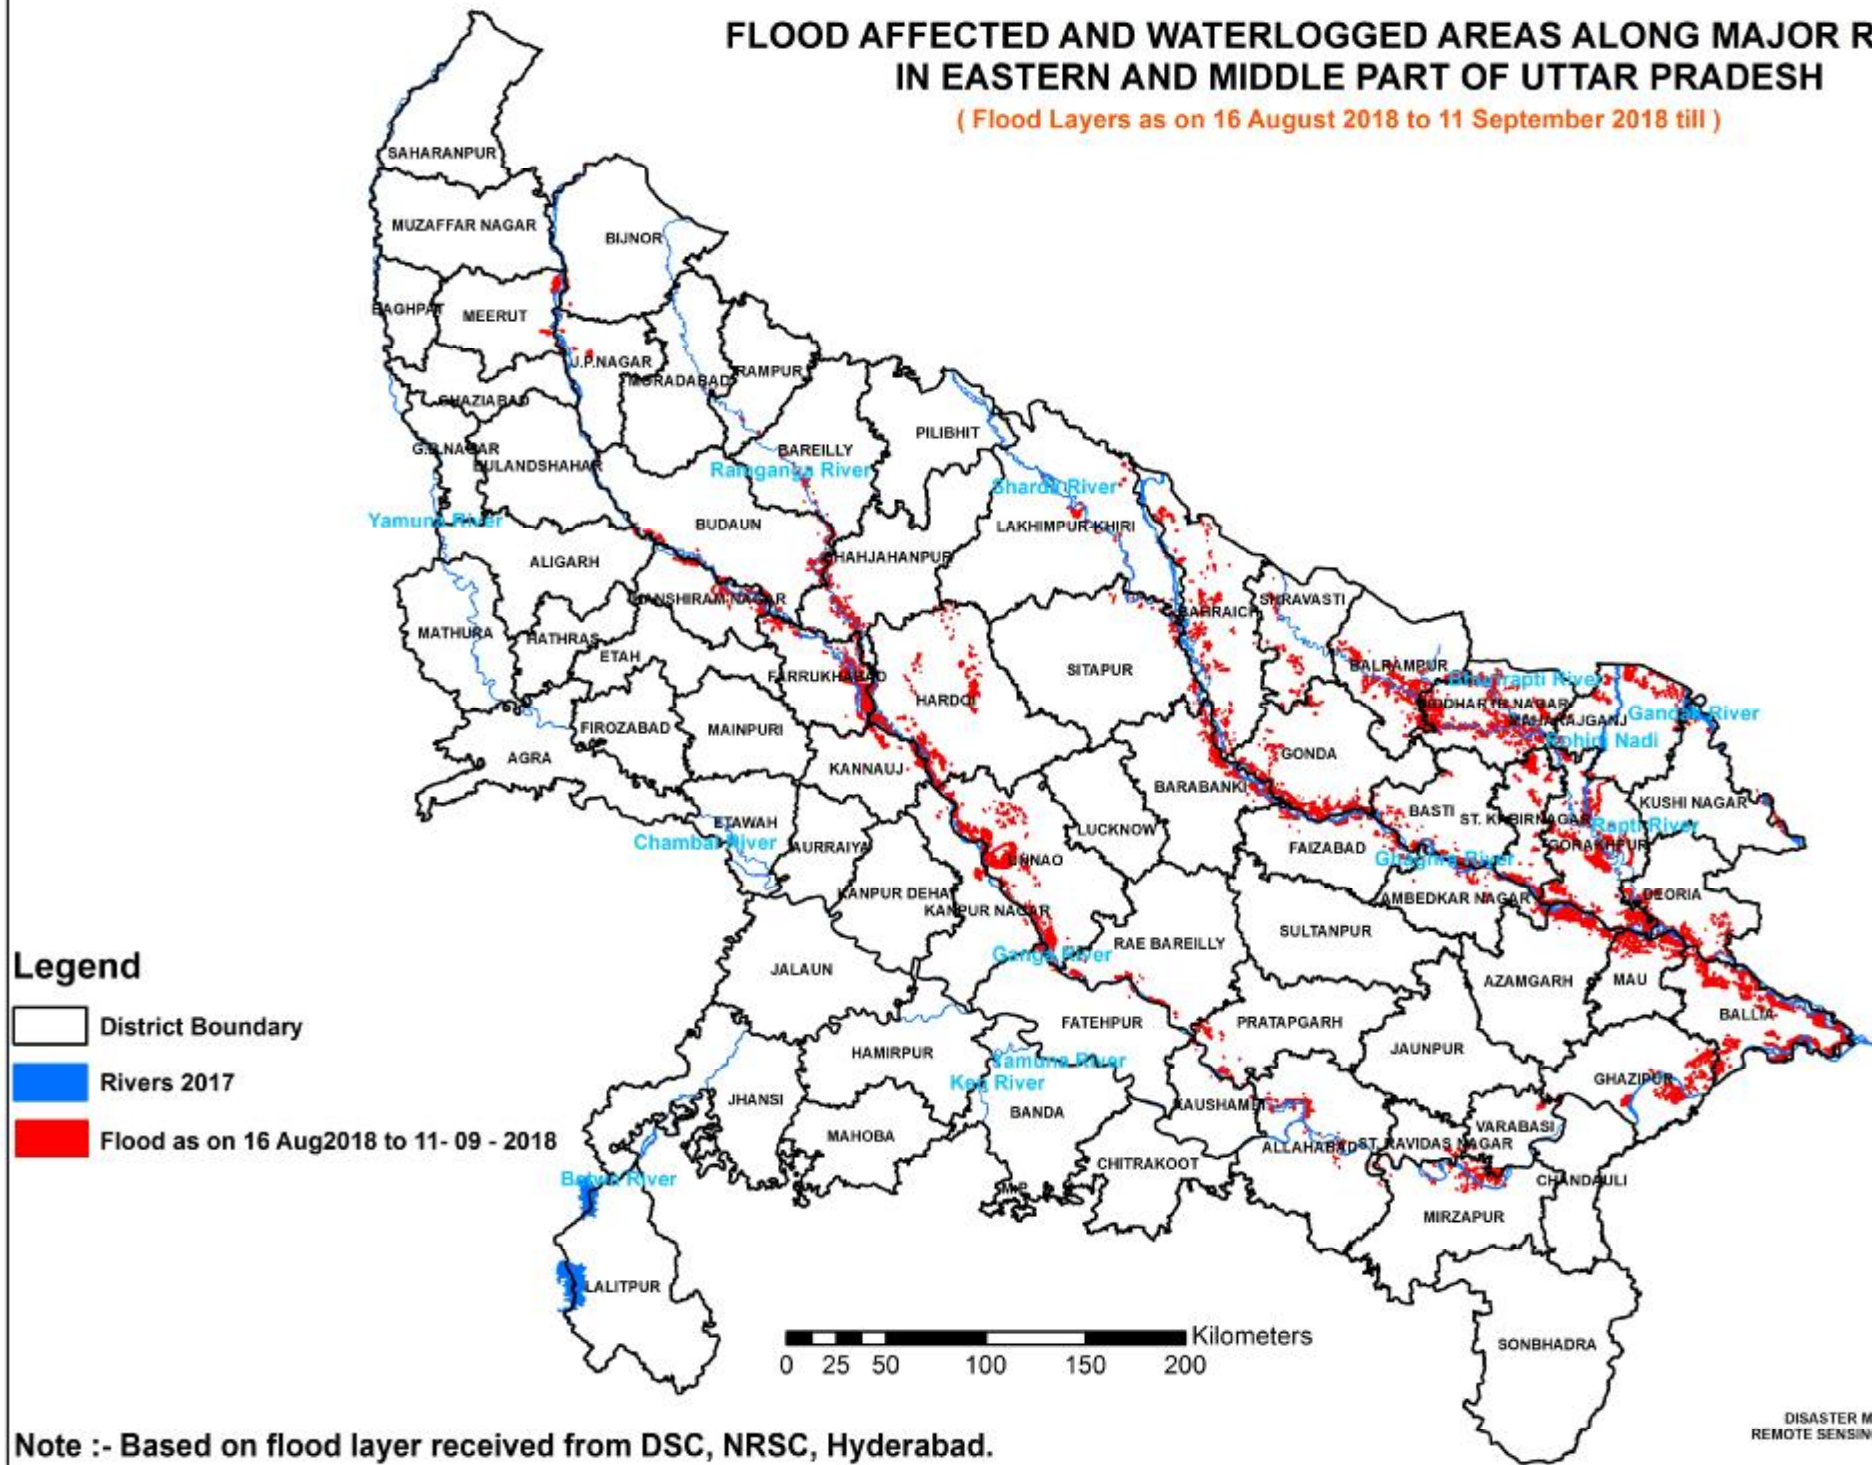 FLOOD AFFECTED AND WATERLOGGED AREAS ALONG MAJOR R
IN EASTERN AND MIDDLE PART OF UTTAR PRADESH
( Flood Layers as on 16 August 2018 to 11 September 2018 till )
SAHARANPUR
MUZAFFAR NAGAR
BIJNOR
BAGHPAT
MEERUT
J.P.NAGAR
MORADABAD
RAMPUR
GHAZIABAD
PILIBHIT
G.B.NAGAR
BAREILLY
BULANDSHAHAR
Ramganga River
Sharda River
Yamuna River
BUDAUN
LAKHIMPUR-KHIRI
ALIGARH
SHAHJAHANPUR
KANSHIRAM NAGAR
SHRAVASTI
BAHRAICH
MATHURA
HATHRAS
ETAH
SITAPUR
BALRAMPUR
FARRUKHABAD
HARDOI
SIDDHARTH NAGAR
MAHARAJGANJ
Gandak River
FIROZABAD
MAINPURI
Rohini Nadi
AGRA
GONDA
KANNAUJ
BARABANKI
KUSHI NAGAR
BASTI
ST. KABIRNAGAR
Rapti River
ETAWAH
LUCKNOW
Chambal River
AURRAIYA
FAIZABAD
GORAKHPUR
Ghaghra River
UNNAO
KANPUR DEHAT
DEORIA
AMBEDKAR NAGAR
KANPUR NAGAR
SULTANPUR
RAE BAREILLY
Ganga River
JALAUN
AZAMGARH
MAU
BALLIA
FATEHPUR
PRATAPGARH
JAUNPUR
HAMIRPUR
Yamuna River
Ken River
GHAZIPUR
JHANSI
BANDA
KAUSHAMBI
MAHOBA
VARABASI
ALLAHABAD
ST. RAVIDAS NAGAR
CHITRAKOOT
CHANDAULI
Betwa River
M.P.
MIRZAPUR
LALITPUR
SONBHADRA
Legend
District Boundary
Rivers 2017
Flood as on 16 Aug2018 to 11- 09 - 2018
Kilometers
0 25 50 100 150 200
DISASTER M
REMOTE SENSING
Note :- Based on flood layer received from DSC, NRSC, Hyderabad.